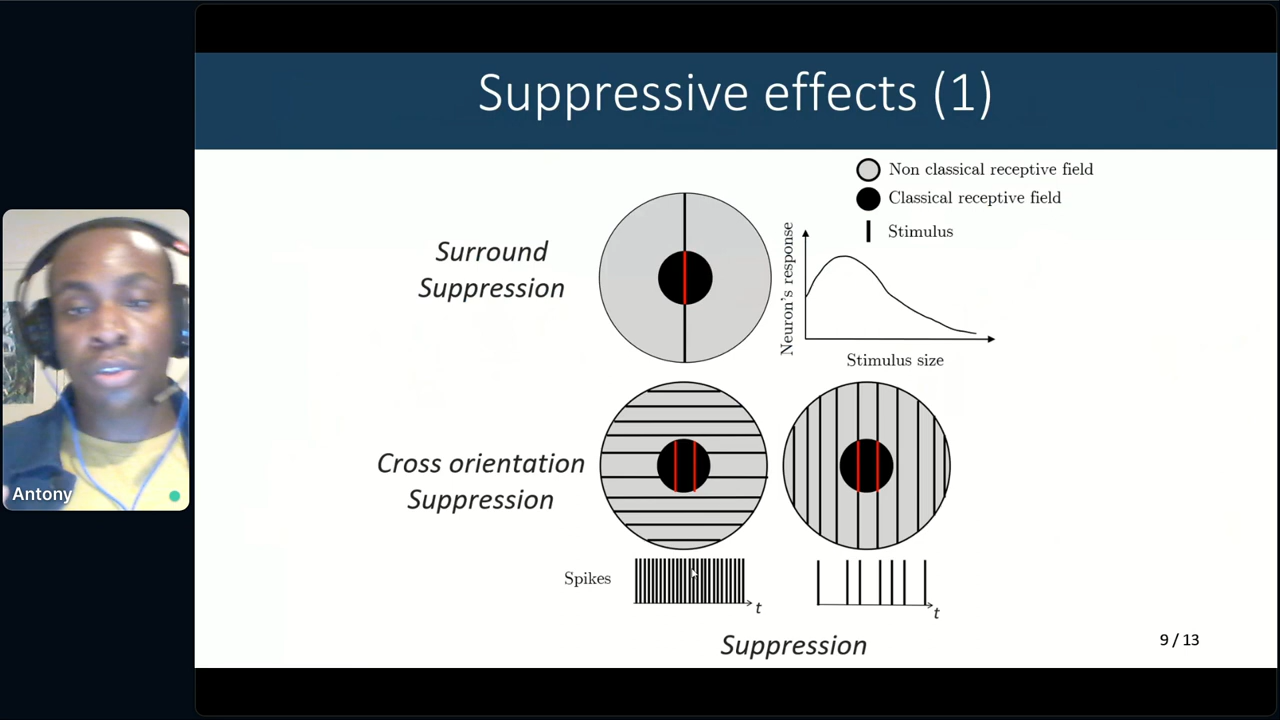 Suppressive effects (1)
Non classical receptive field
Classical receptive field
Stimulus
Surround
Suppression
Neuron's response
Stimulus size
Cross orientation
Suppression
Antony
Spikes
t
t
Suppression
9 / 13